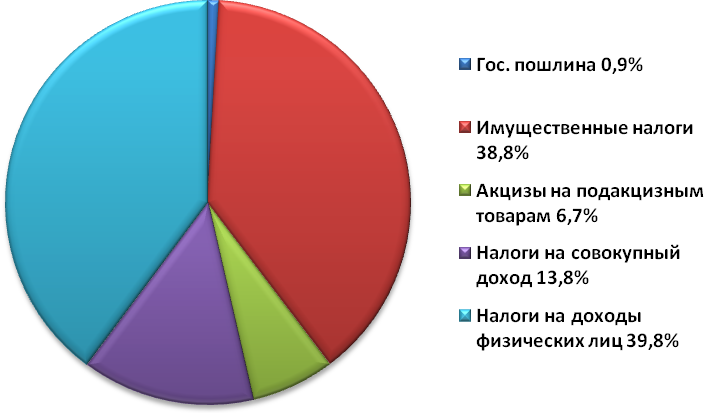 Гос. пошлина 0,9%
Имущественные налоги
38,8%
Акцизы на подакцизным
товарам 6,7%
Налоги на совокупный
доход 13,8%
Налоги на доходы
физических лиц 39,8%